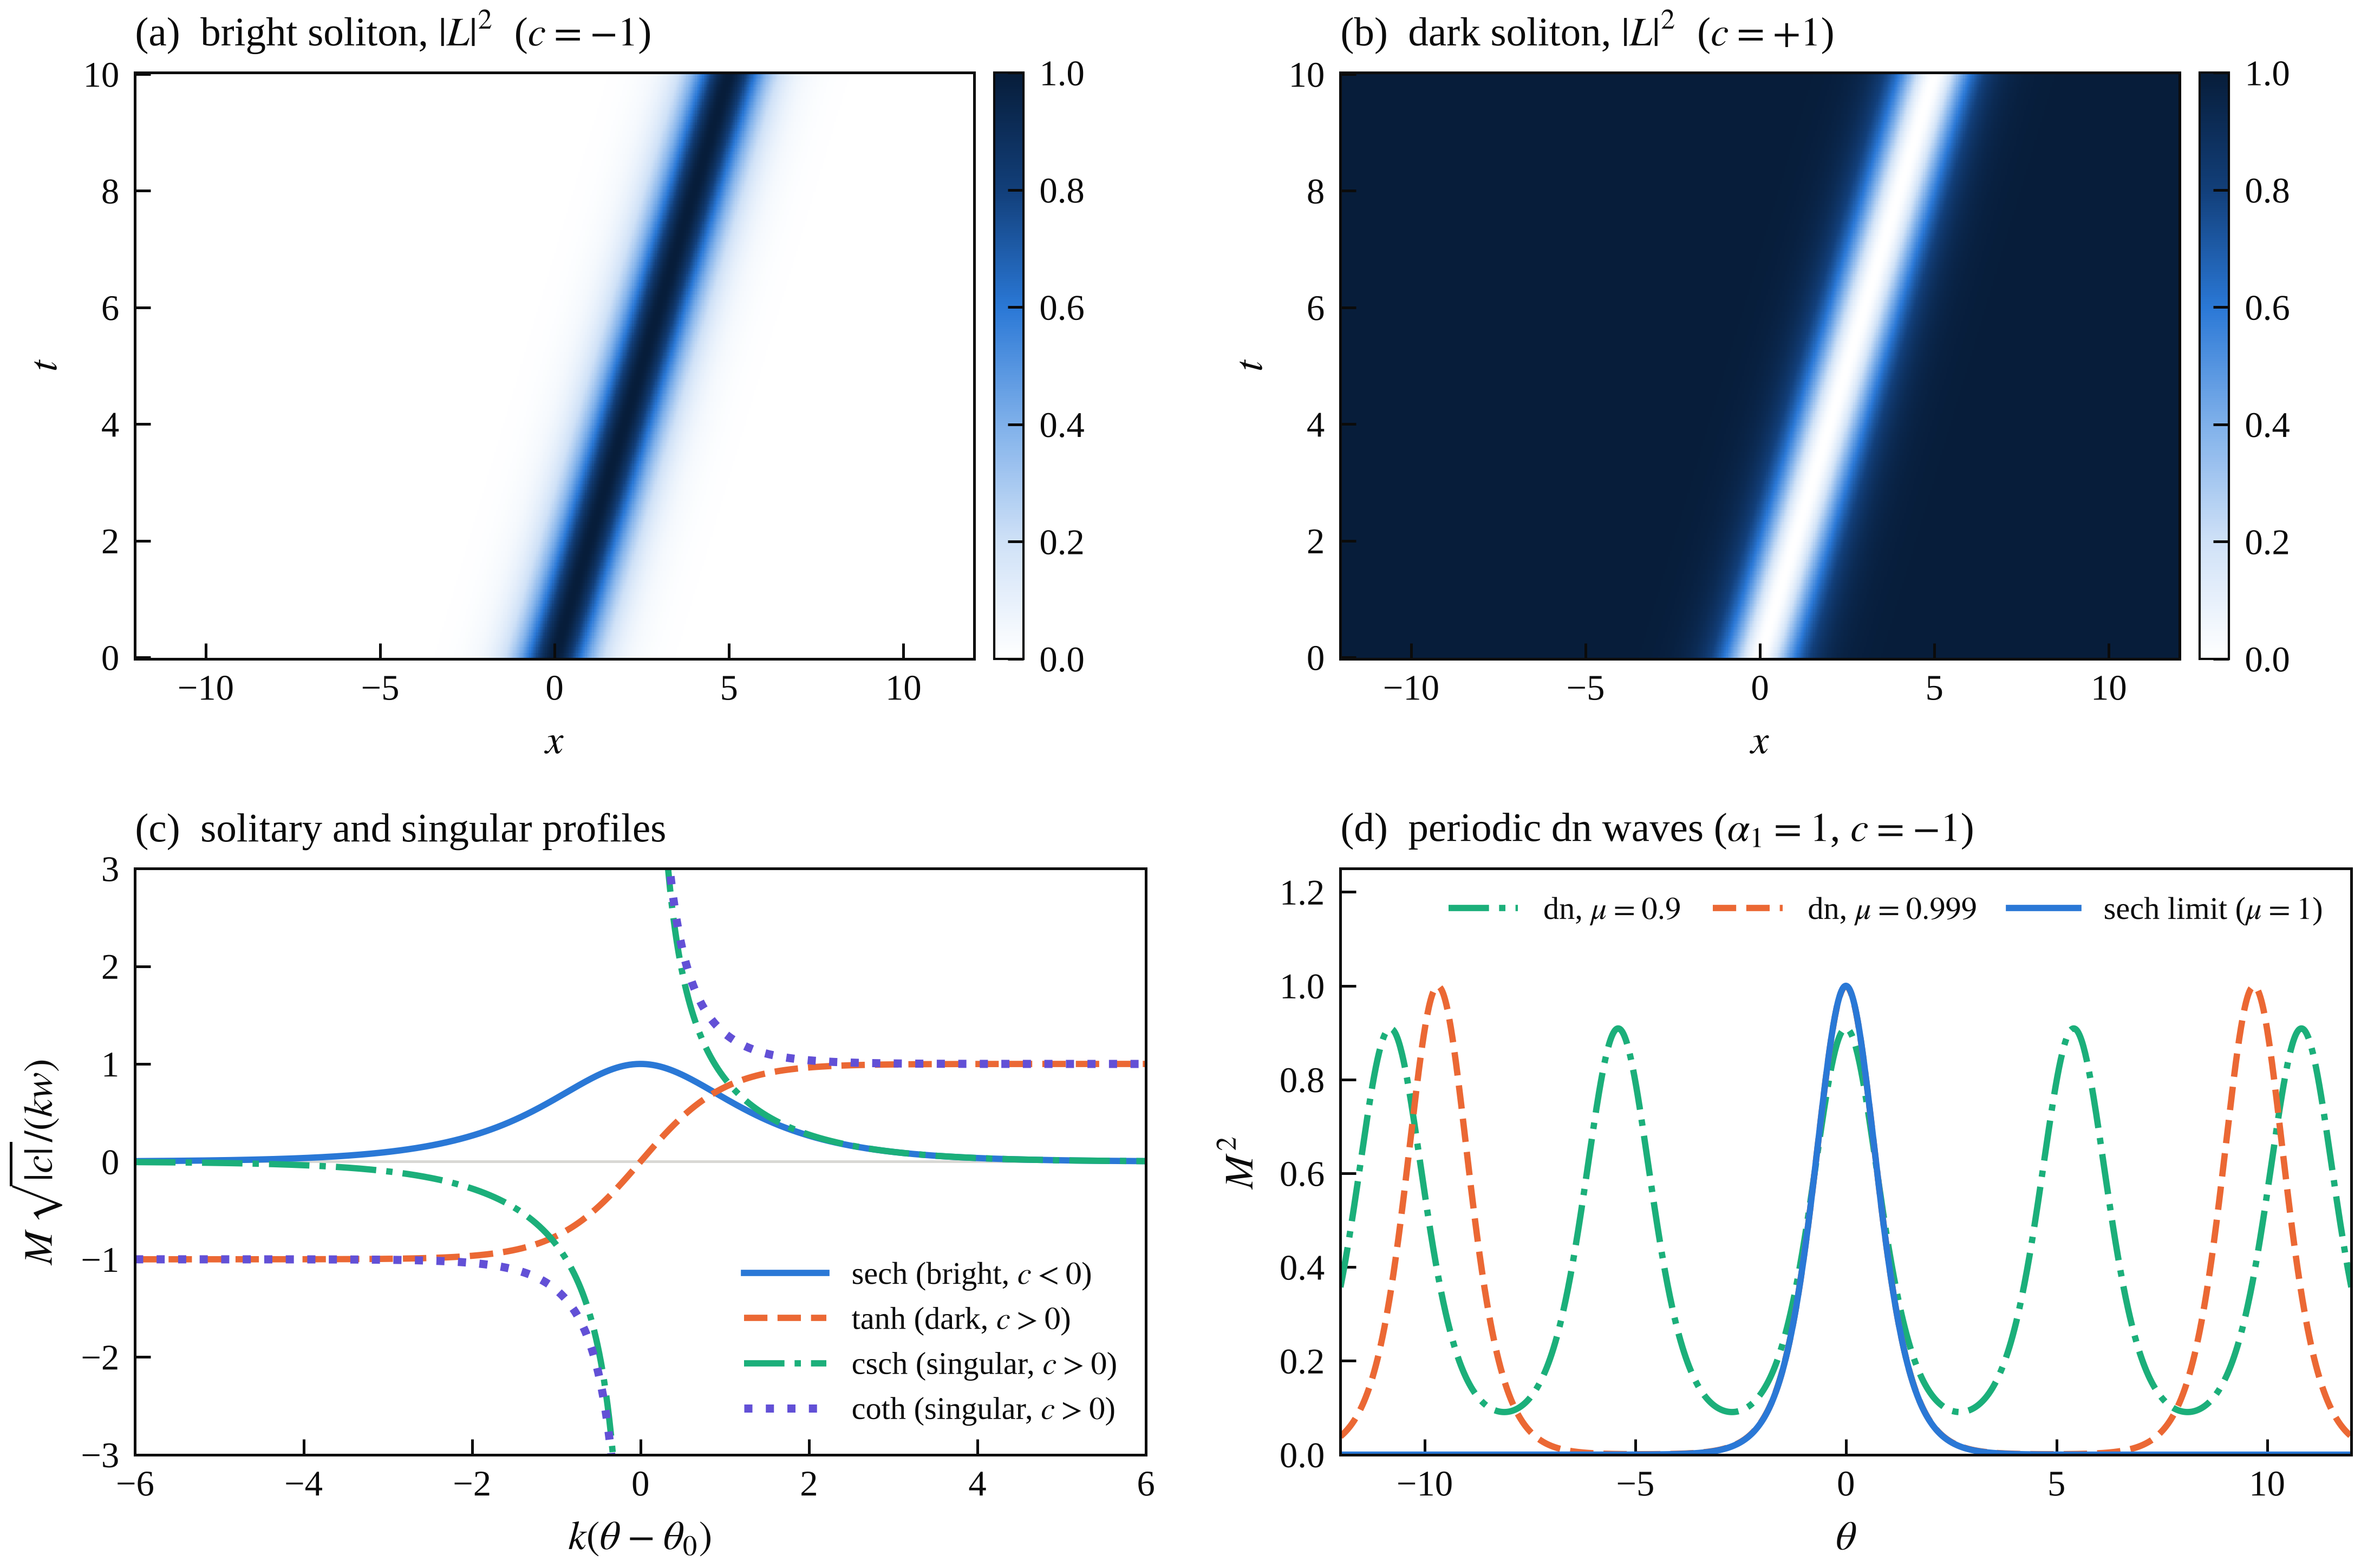 (a) bright soliton, |L|² (c = −1)
10
8
6
4
2
0
t
−10 −5 0 5 10
x
1.0
0.8
0.6
0.4
0.2
0.0
(b) dark soliton, |L|² (c = +1)
10
8
6
4
2
0
t
−10 −5 0 5 10
x
1.0
0.8
0.6
0.4
0.2
0.0
(c) solitary and singular profiles
3
2
1
0
−1
−2
−3
M √|c|/(kw)
sech (bright, c < 0)
tanh (dark, c > 0)
csch (singular, c > 0)
coth (singular, c > 0)
−6 −4 −2 0 2 4 6
k(θ − θ₀)
(d) periodic dn waves (α₁ = 1, c = −1)
1.2
1.0
0.8
0.6
0.4
0.2
0.0
M²
dn, μ = 0.9 dn, μ = 0.999 sech limit (μ = 1)
−10 −5 0 5 10
θ